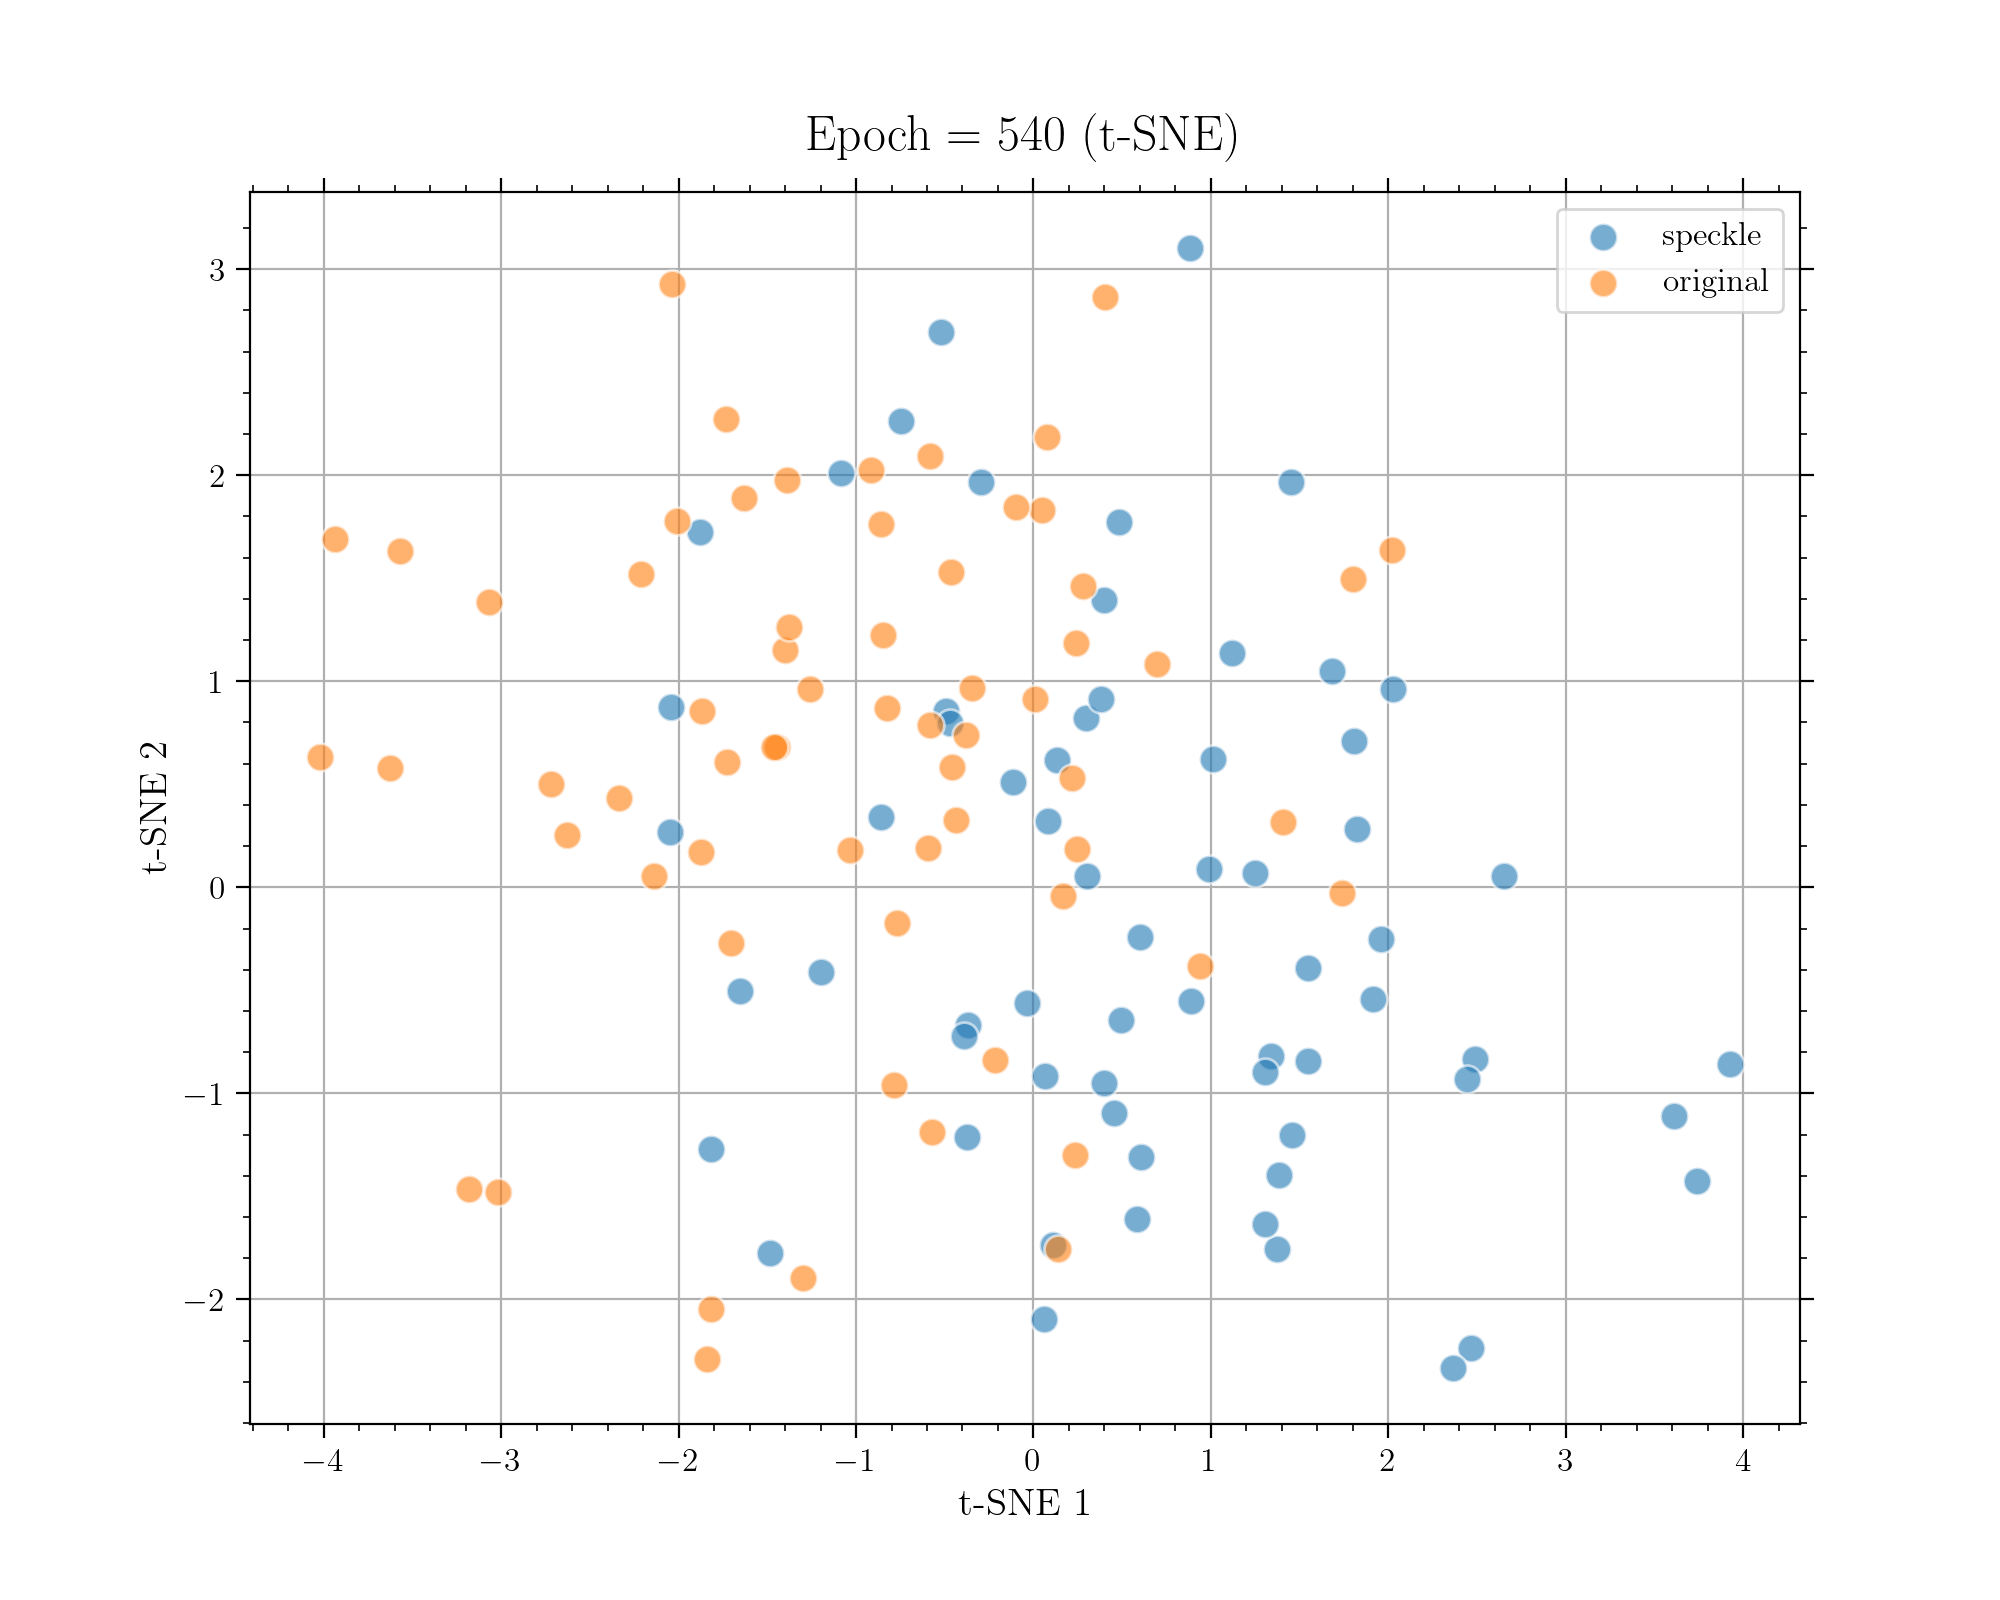 Epoch = 540 (t-SNE)
speckle
original
3
2
1
0
−1
−2
t-SNE 2
−4 −3 −2 −1 0 1 2 3 4
t-SNE 1